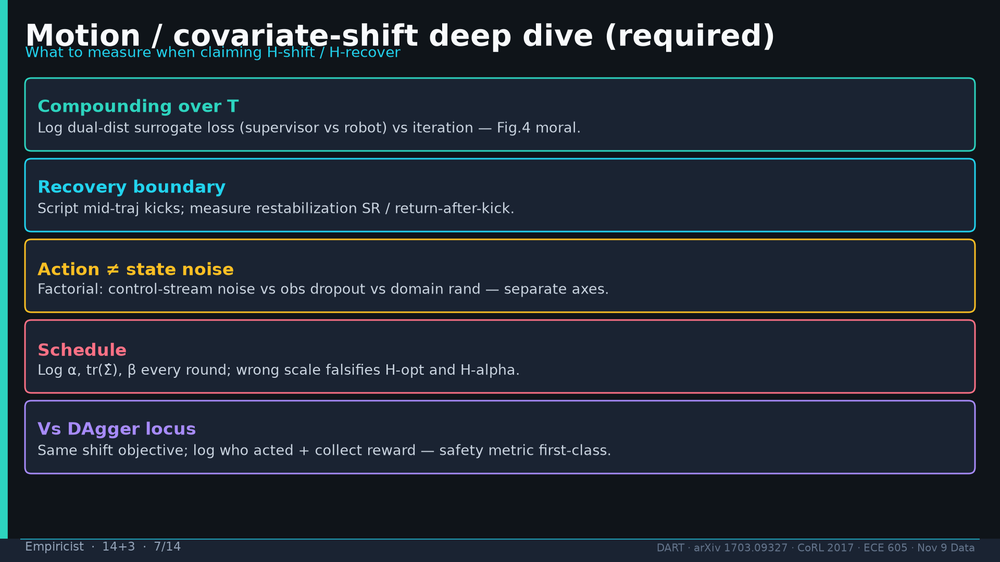 Motion / covariate-shift deep dive (required)
What to measure when claiming H-shift / H-recover
Compounding over T
Log dual-dist surrogate loss (supervisor vs robot) vs iteration — Fig.4 moral.
Recovery boundary
Script mid-traj kicks; measure restabilization SR / return-after-kick.
Action ≠ state noise
Factorial: control-stream noise vs obs dropout vs domain rand — separate axes.
Schedule
Log α, tr(Σ̂), β every round; wrong scale falsifies H-opt and H-alpha.
Vs DAgger locus
Same shift objective; log who acted + collect reward — safety metric first-class.
Empiricist · 14+3 · 7/14
DART · arXiv 1703.09327 · CoRL 2017 · ECE 605 · Nov 9 Data